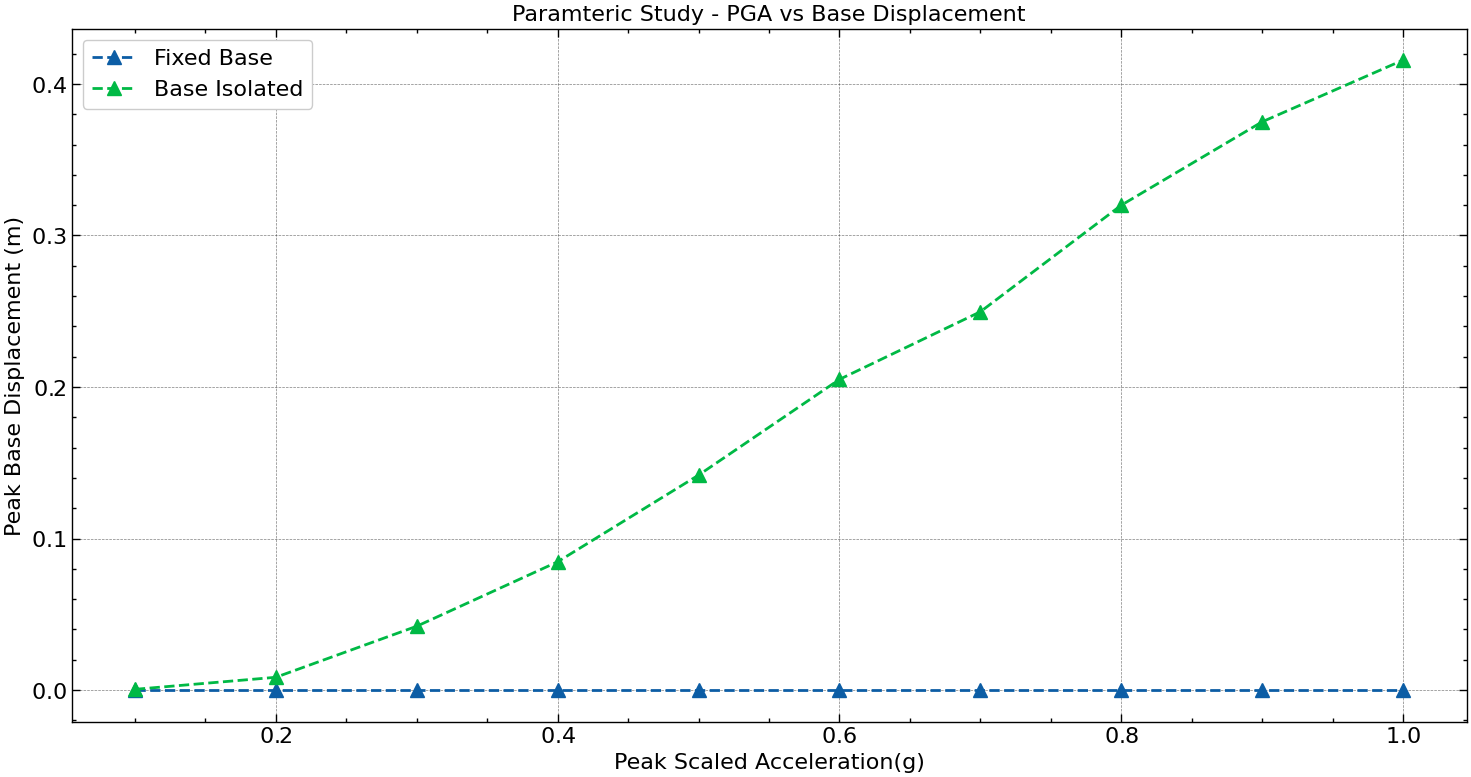 Paramteric Study - PGA vs Base Displacement
Fixed Base
Base Isolated
Peak Base Displacement (m)
0.4
0.3
0.2
0.1
0.0
0.2 0.4 0.6 0.8 1.0
Peak Scaled Acceleration(g)